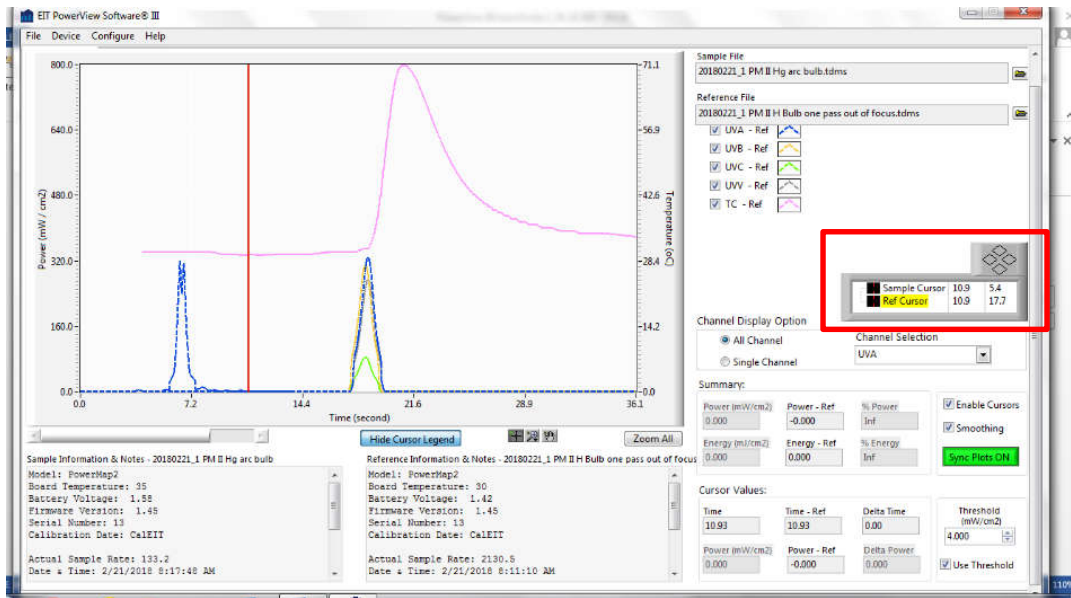 EIT PowerView Software® III
File Device Configure Help
Sample File
20180221_1 PM II Hg arc bulb.tdms
Reference File
20180221_1 PM II H Bulb one pass out of focus.tdms
UVA - Ref
UVB - Ref
UVC - Ref
UVV - Ref
TC - Ref
800.0
640.0
480.0
320.0
160.0
0.0
Power (mW / cm2)
71.1
56.9
42.6
28.4
14.2
0.0
Temperature (oC)
0.0 7.2 14.4 21.6 28.9 36.1
Time (second)
Sample Cursor 10.9 5.4
Ref Cursor 10.9 17.7
Channel Display Option
All Channel
Single Channel
Channel Selection
UVA
Hide Cursor Legend
Zoom All
Summary:
Power (mW/cm2) Power - Ref % Power
0.000 -0.000 Inf
Energy (mJ/cm2) Energy - Ref % Energy
0.000 0.000 Inf
Enable Cursors
Smoothing
Sync Plots ON
Cursor Values:
Time Time - Ref Delta Time
10.93 10.93 0.00
Power (mW/cm2) Power - Ref Delta Power
0.000 -0.000 0.000
Threshold
(mW/cm2)
4.000
Use Threshold
Sample Information & Notes - 20180221_1 PM II Hg arc bulb
Model: PowerMap2
Board Temperature: 35
Battery Voltage: 1.58
Firmware Version: 1.45
Serial Number: 13
Calibration Date: CalEIT
Actual Sample Rate: 133.2
Date & Time: 2/21/2018 8:17:48 AM
Reference Information & Notes - 20180221_1 PM II H Bulb one pass out of focus
Model: PowerMap2
Board Temperature: 30
Battery Voltage: 1.42
Firmware Version: 1.45
Serial Number: 13
Calibration Date: CalEIT
Actual Sample Rate: 2130.5
Date & Time: 2/21/2018 8:11:10 AM
110%